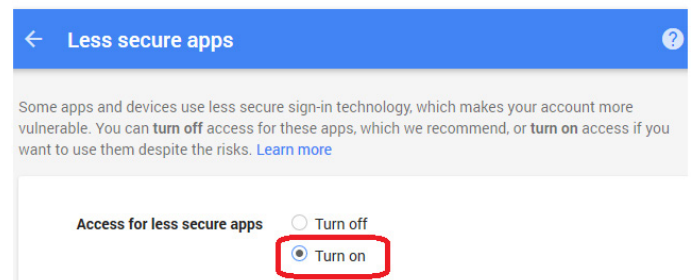 Less secure apps
?
Some apps and devices use less secure sign-in technology, which makes your account more
vulnerable. You can turn off access for these apps, which we recommend, or turn on access if you
want to use them despite the risks. Learn more
Access for less secure apps
Turn off
Turn on